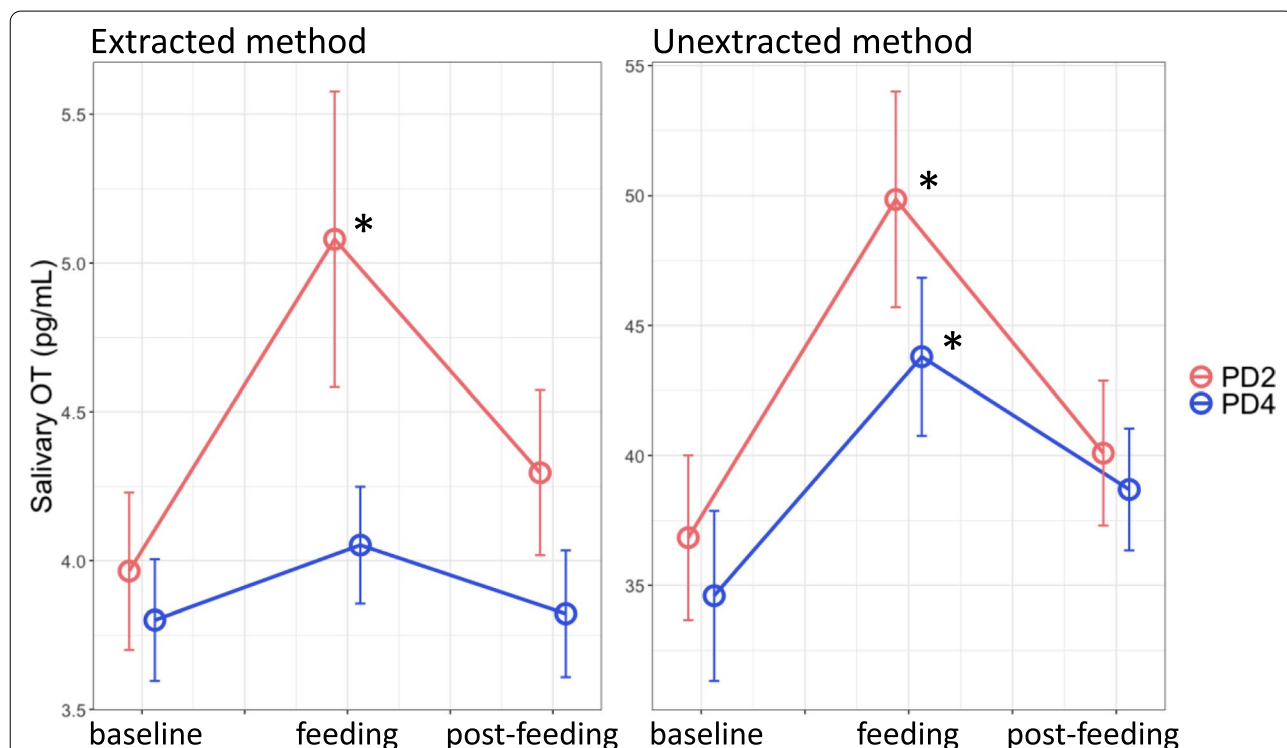 Extracted method
Unextracted method
Salivary OT (pg/mL)
5.5
5.0
4.5
4.0
3.5
*
55
50
45
40
35
*
*
baseline feeding post-feeding
baseline feeding post-feeding
PD2
PD4